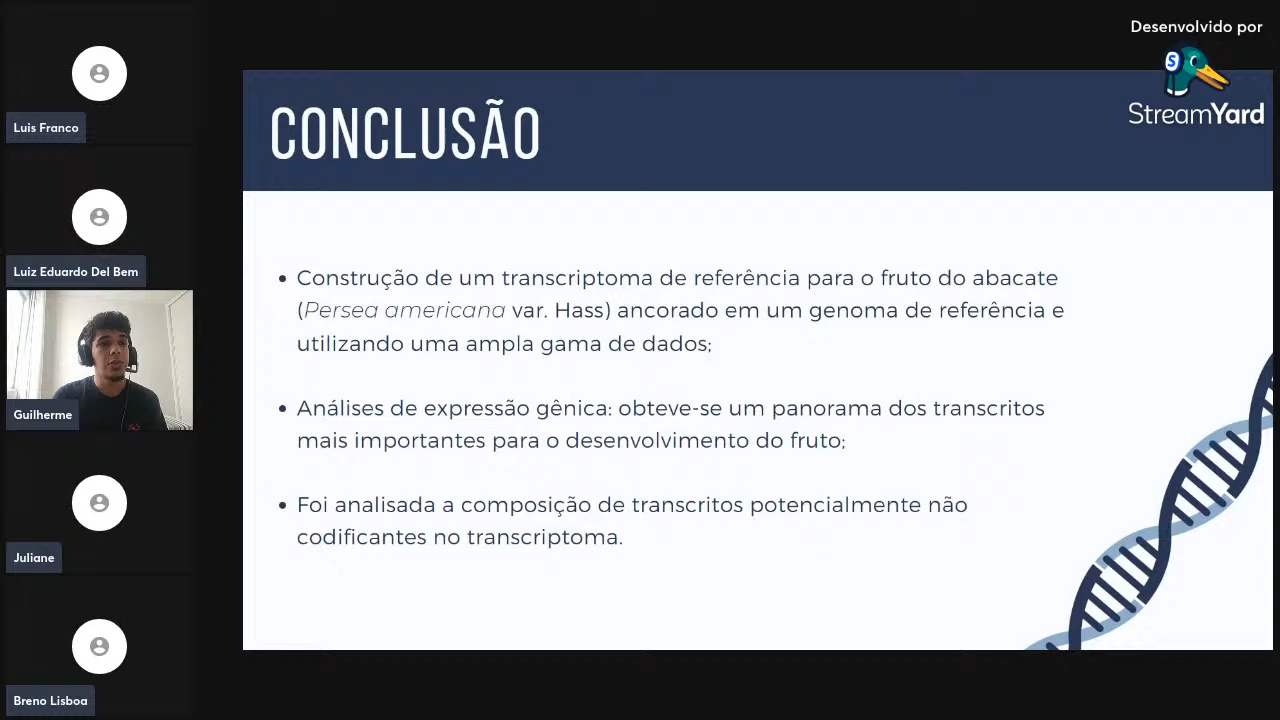 Desenvolvido por
StreamYard
CONCLUSÃO
• Construção de um transcriptoma de referência para o fruto do abacate
(Persea americana var. Hass) ancorado em um genoma de referência e
utilizando uma ampla gama de dados;
• Análises de expressão gênica: obteve-se um panorama dos transcritos
mais importantes para o desenvolvimento do fruto;
• Foi analisada a composição de transcritos potencialmente não
codificantes no transcriptoma.
Luis Franco
Luiz Eduardo Del Bem
Guilherme
Juliane
Breno Lisboa